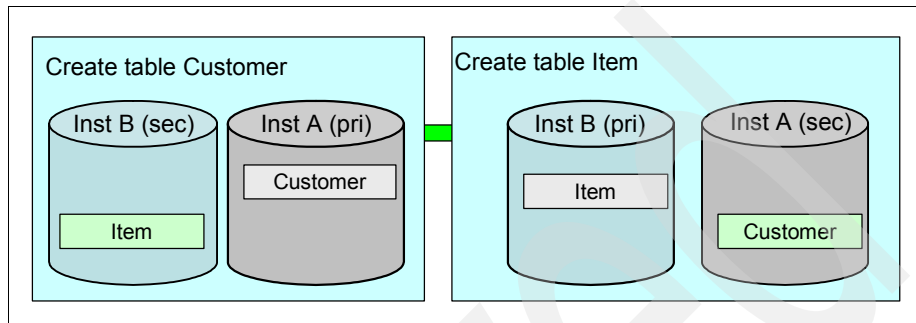 Create table Customer
Inst B (sec)
Inst A (pri)
Customer
Item
Create table Item
Inst B (pri)
Inst A (sec)
Item
Customer